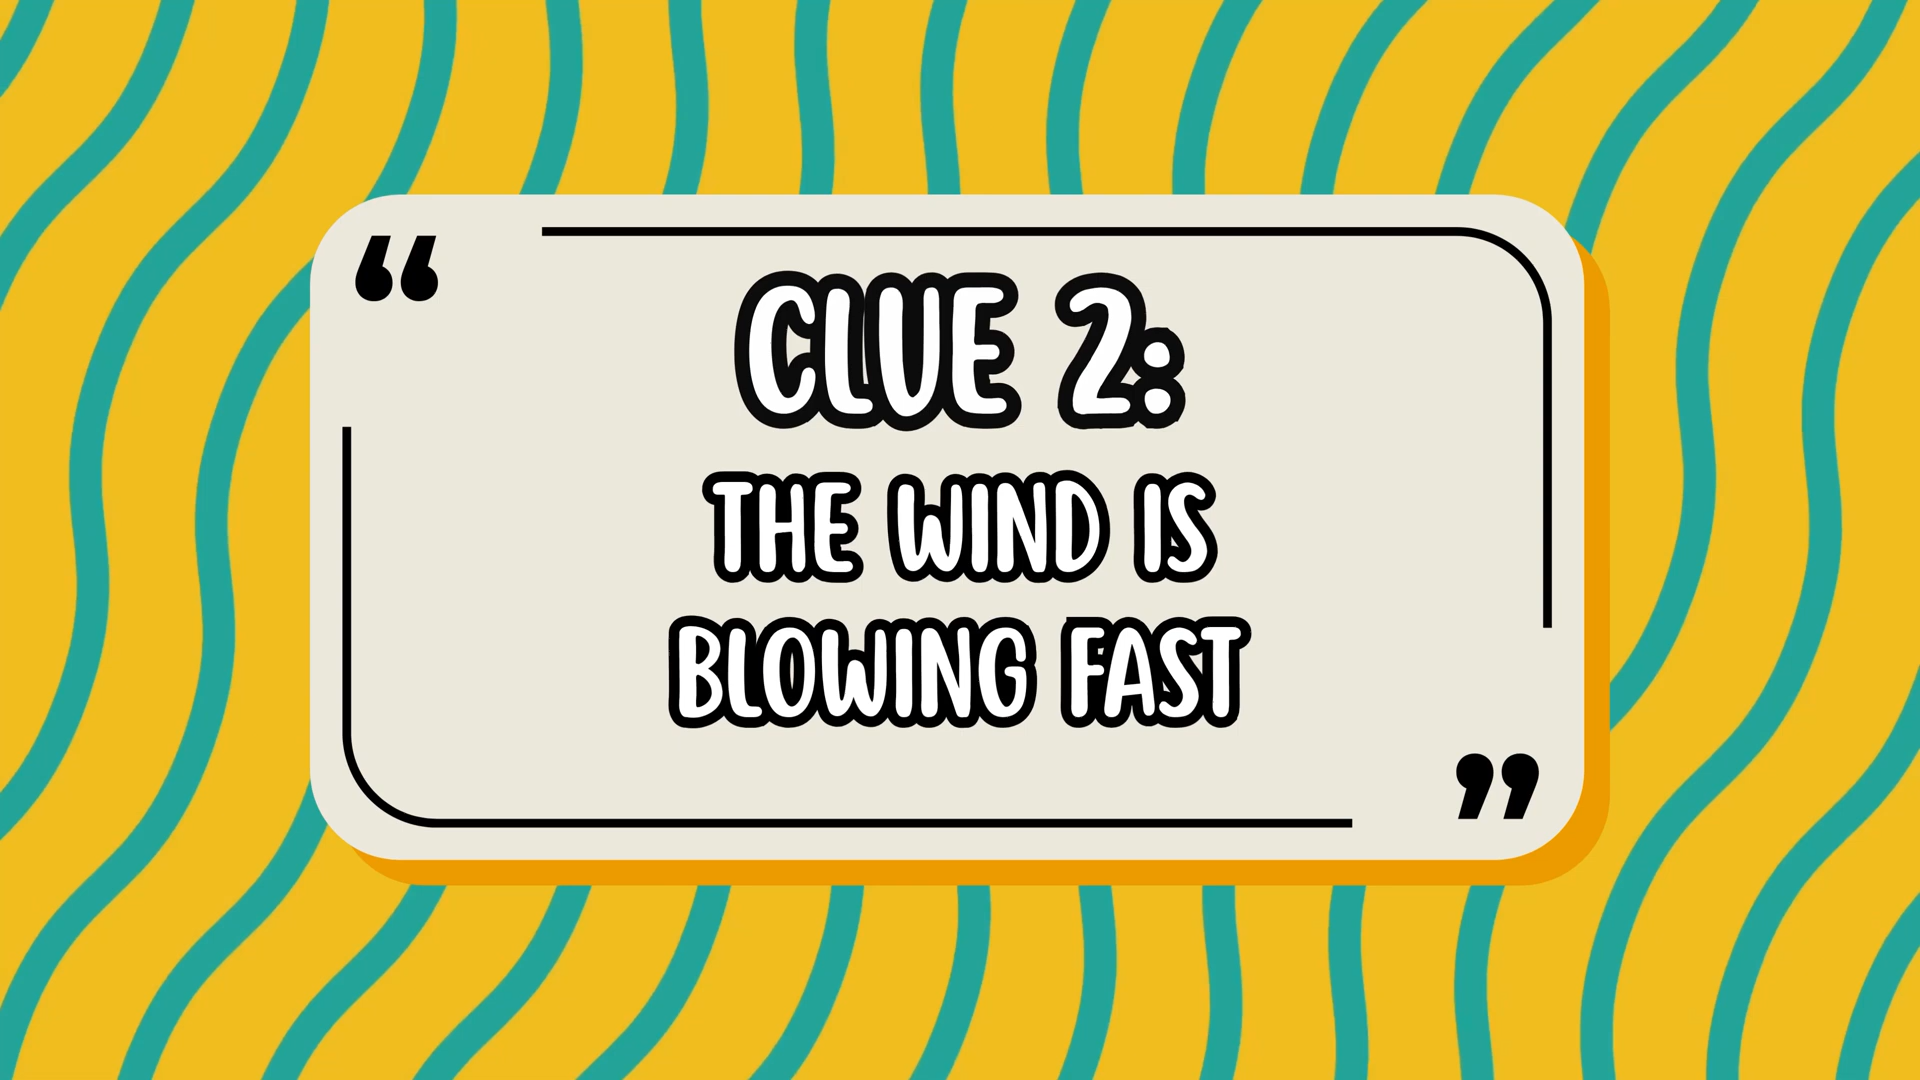 “
CLUE 2:
THE WIND IS
BLOWING FAST
”